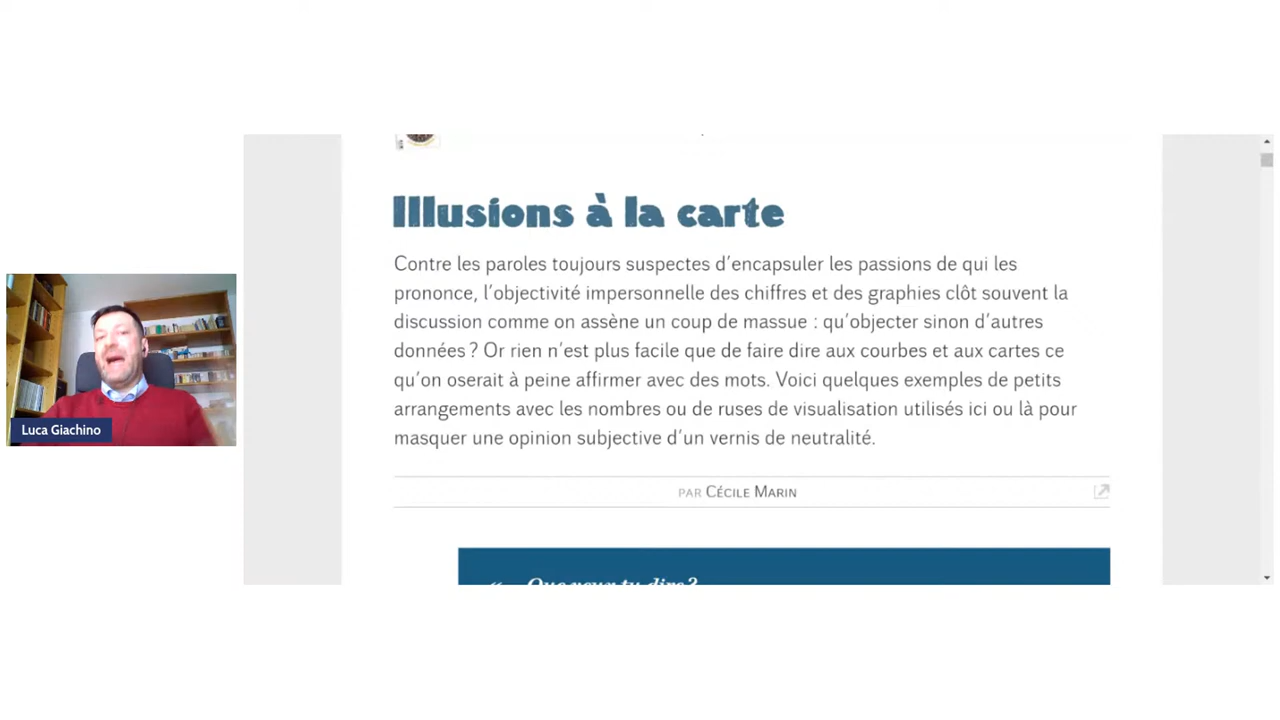 Illusions à la carte
Contre les paroles toujours suspectes d’encapsuler les passions de qui les
prononce, l’objectivité impersonnelle des chiffres et des graphies clôt souvent la
discussion comme on assène un coup de massue : qu’objecter sinon d’autres
données ? Or rien n’est plus facile que de faire dire aux courbes et aux cartes ce
qu’on oserait à peine affirmer avec des mots. Voici quelques exemples de petits
arrangements avec les nombres ou de ruses de visualisation utilisés ici ou là pour
masquer une opinion subjective d’un vernis de neutralité.
Luca Giachino
PAR CÉCILE MARIN
« Que veux-tu dire ?